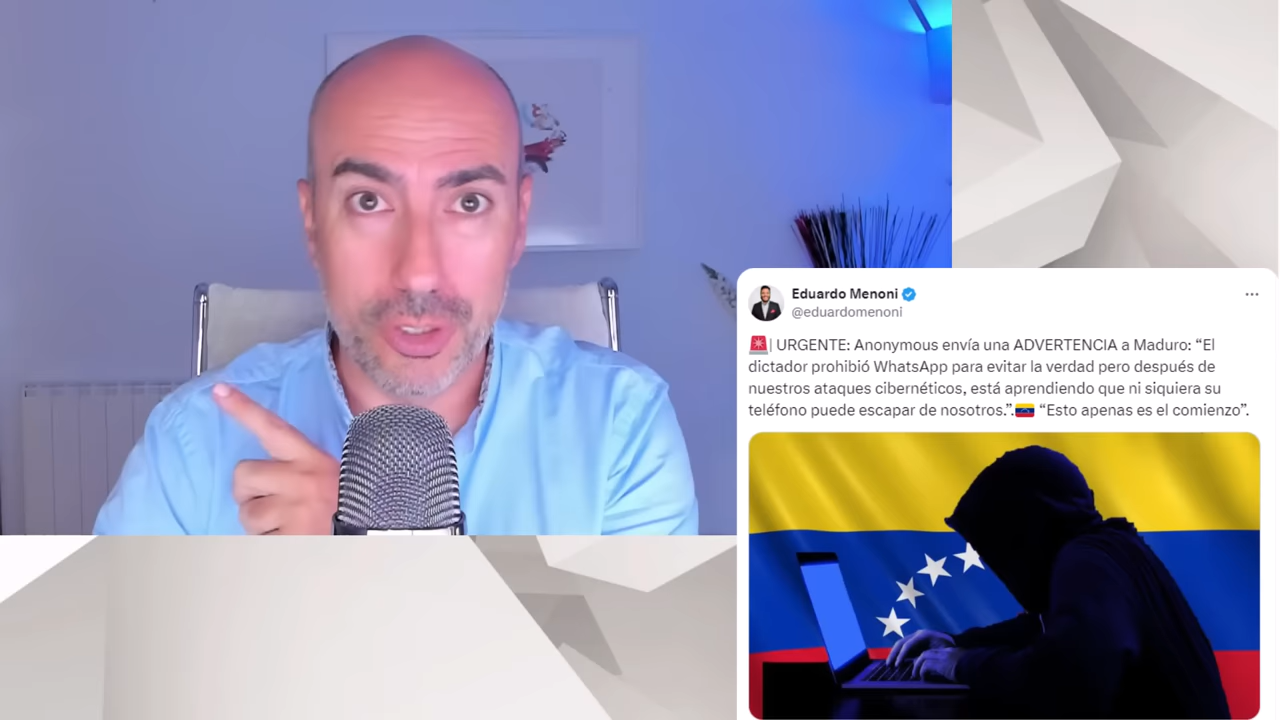 Eduardo Menoni
@eduardomenoni
🚨| URGENTE: Anonymous envía una ADVERTENCIA a Maduro: “El
dictador prohibió WhatsApp para evitar la verdad pero después de
nuestros ataques cibernéticos, está aprendiendo que ni siquiera su
teléfono puede escapar de nosotros.”.🇻🇪 “Esto apenas es el comienzo”.